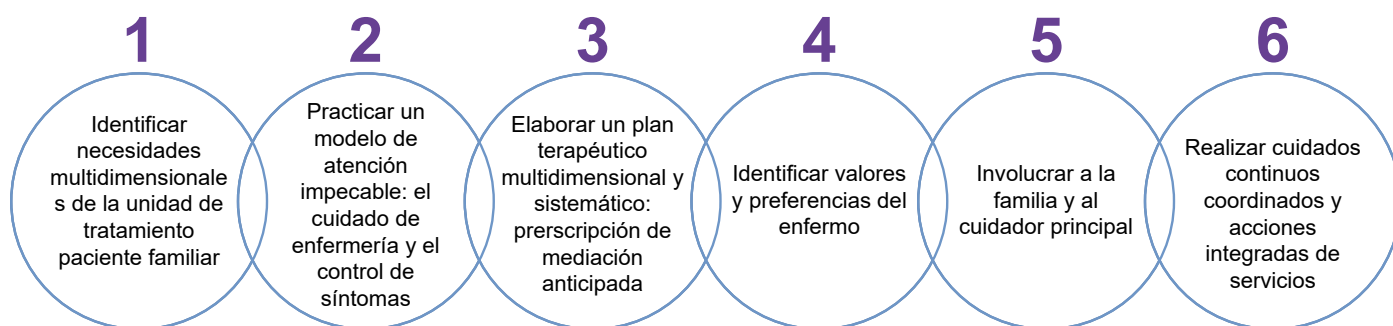 1
Identificar
necesidades
multidimensionale
s de la unidad de
tratamiento
paciente familiar
2
Practicar un
modelo de
atención
impecable: el
cuidado de
enfermería y el
control de
síntomas
3
Elaborar un plan
terapéutico
multidimensional y
sistemático:
prerscripción de
mediación
anticipada
4
Identificar valores
y preferencias del
enfermo
5
Involucrar a la
familia y al
cuidador principal
6
Realizar cuidados
continuos
coordinados y
acciones
integradas de
servicios